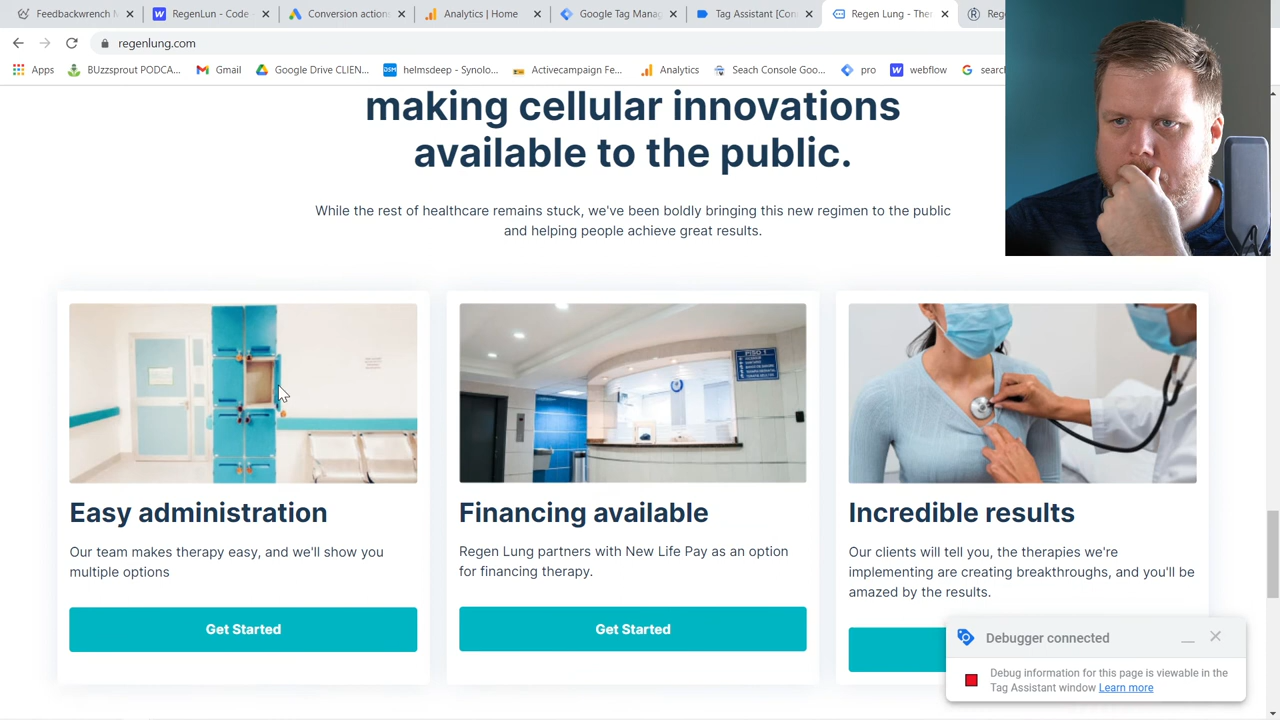 Feedbackwrench M
RegenLun - Code
Conversion actions
Analytics | Home
Google Tag Manag
Tag Assistant [Con
Regen Lung - Ther
Reg
regenlung.com
Apps
BUzzsprout PODCA...
Gmail
Google Drive CLIEN...
helmsdeep - Synolo...
Activecampaign Fe...
Analytics
Seach Console Goo...
pro
webflow
searc
making cellular innovations
available to the public.
While the rest of healthcare remains stuck, we've been boldly bringing this new regimen to the public
and helping people achieve great results.
PISO 1
Easy administration
Our team makes therapy easy, and we'll show you
multiple options
Get Started
Financing available
Regen Lung partners with New Life Pay as an option
for financing therapy.
Get Started
Incredible results
Our clients will tell you, the therapies we're
implementing are creating breakthroughs, and you'll be
amazed by the results.
Debugger connected
Debug information for this page is viewable in the
Tag Assistant window Learn more